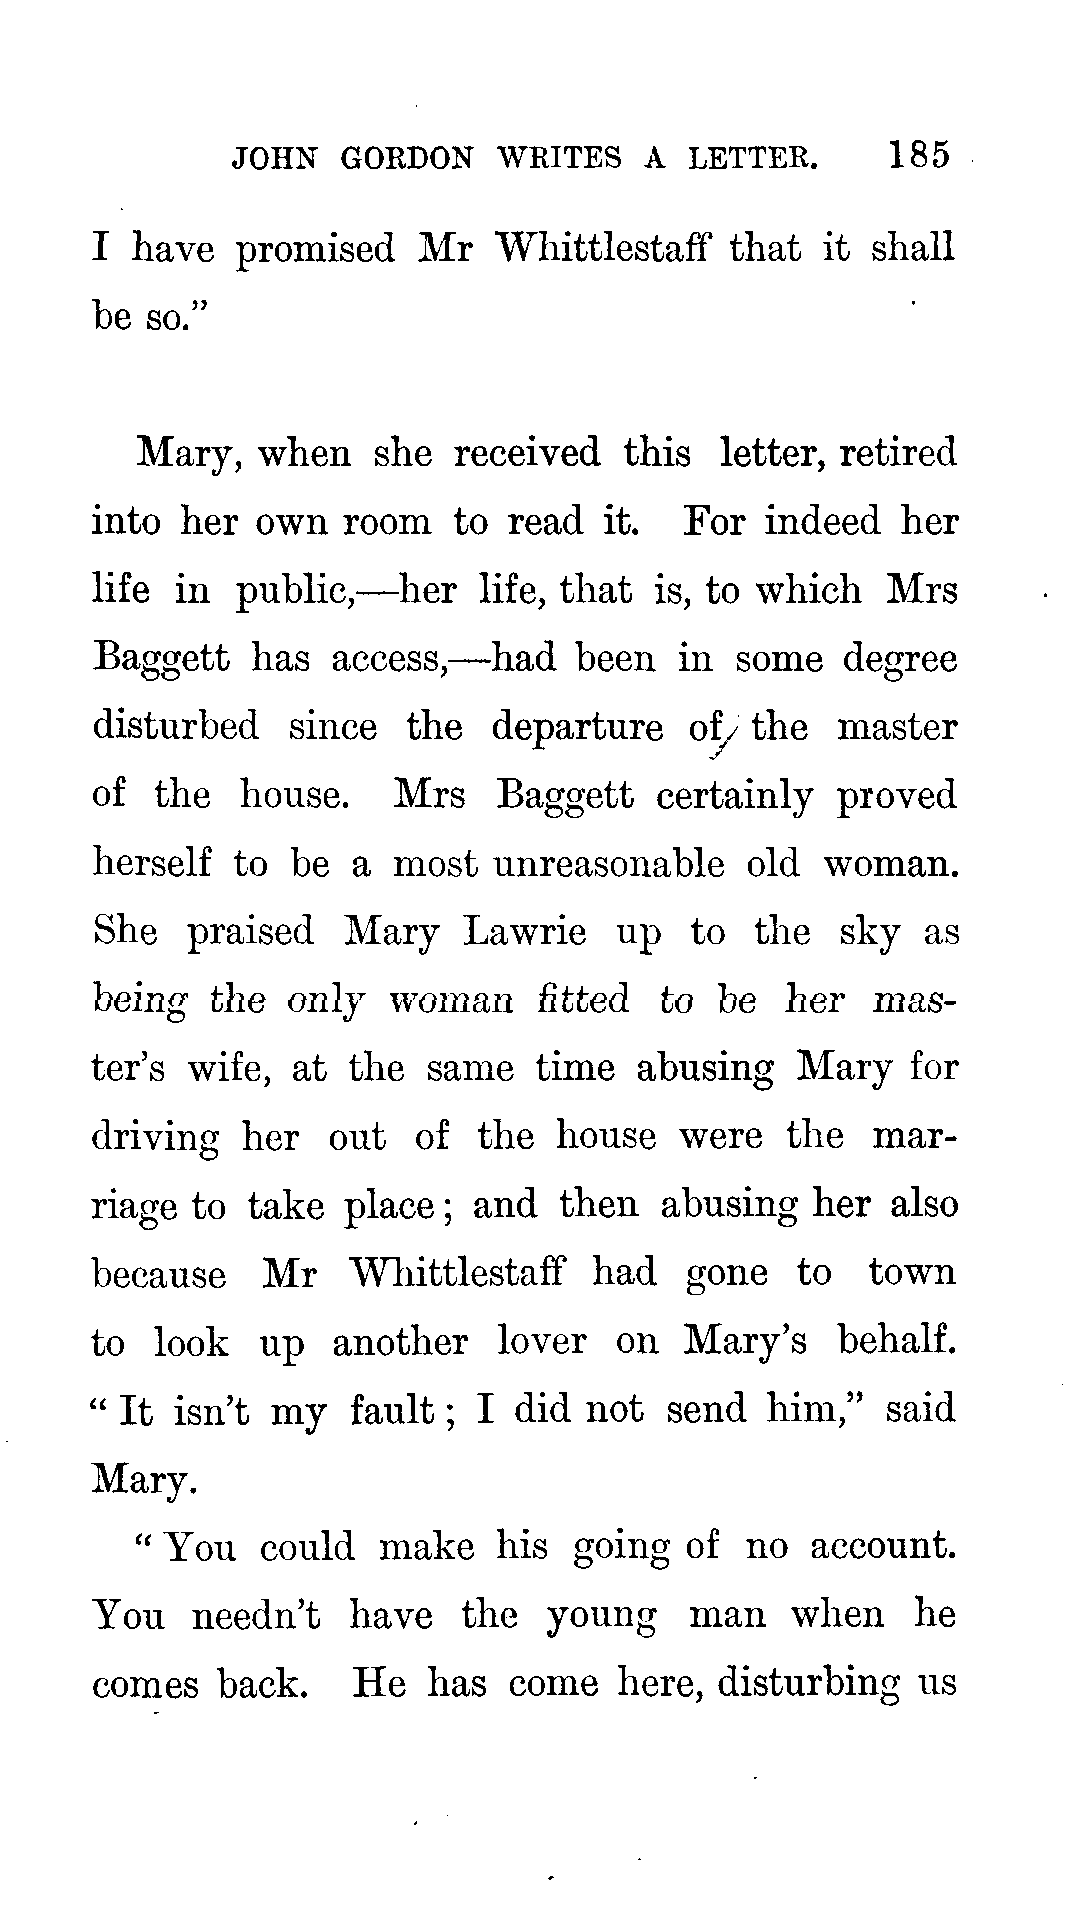 JOHN GORDON WRITES A LETTER. 185
I have promised Mr Whittlestaff that it shall
be so.”
Mary, when she received this letter, retired
into her own room to read it. For indeed her
life in public,—her life, that is, to which Mrs
Baggett has access,—had been in some degree
disturbed since the departure of the master
of the house. Mrs Baggett certainly proved
herself to be a most unreasonable old woman.
She praised Mary Lawrie up to the sky as
being the only woman fitted to be her mas-
ter’s wife, at the same time abusing Mary for
driving her out of the house were the mar-
riage to take place; and then abusing her also
because Mr Whittlestaff had gone to town
to look up another lover on Mary’s behalf.
“It isn’t my fault; I did not send him,” said
Mary.
“You could make his going of no account.
You needn’t have the young man when he
comes back. He has come here, disturbing us